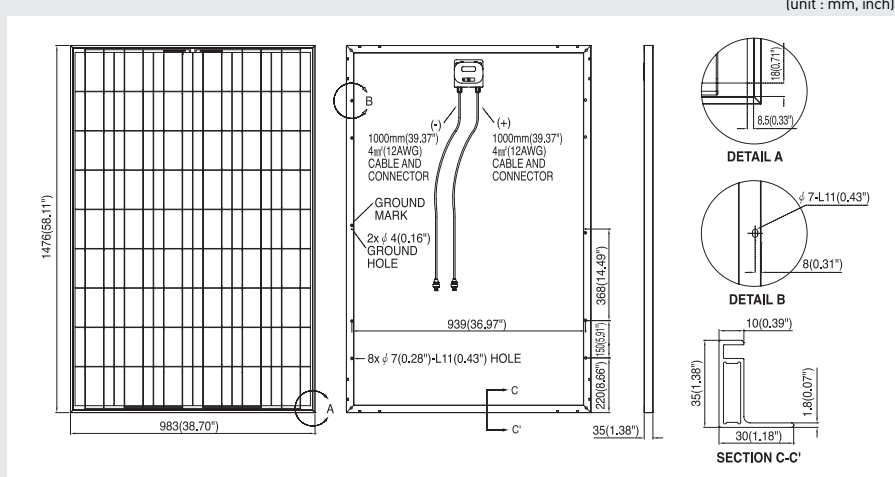 (unit : mm, inch)
1476(58.11")
983(38.70")
A
B
(-)
1000mm(39.37")
4㎟(12AWG)
CABLE AND
CONNECTOR
(+)
1000mm(39.37")
4㎟(12AWG)
CABLE AND
CONNECTOR
GROUND
MARK
2x ϕ 4(0.16")
GROUND
HOLE
939(36.97")
8x ϕ 7(0.28")-L11(0.43") HOLE
368(14.49")
150(5.91")
220(8.66")
C
C'
35(1.38")
18(0.71")
8.5(0.33")
DETAIL A
ϕ 7-L11(0.43")
8(0.31")
DETAIL B
10(0.39")
35(1.38")
1.8(0.07")
30(1.18")
SECTION C-C'